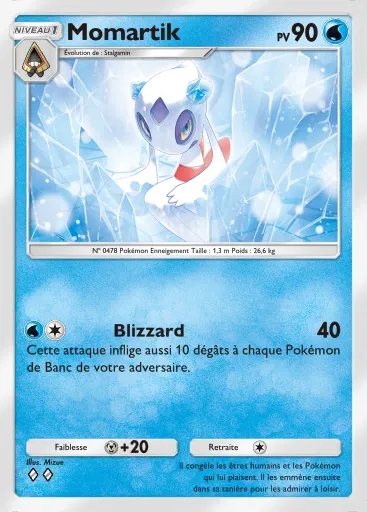 NIVEAU 1
Momartik
PV 90
Évolution de : Stalgamin
N° 0478 Pokémon Enneigement Taille : 1,3 m Poids : 26,6 kg
Blizzard 40
Cette attaque inflige aussi 10 dégâts à chaque Pokémon
de Banc de votre adversaire.
Faiblesse +20 Retraite
Illus. Mizue
Il congèle les êtres humains et les Pokémon
qui lui plaisent. Il les emmène ensuite
dans sa tanière pour les admirer à loisir.